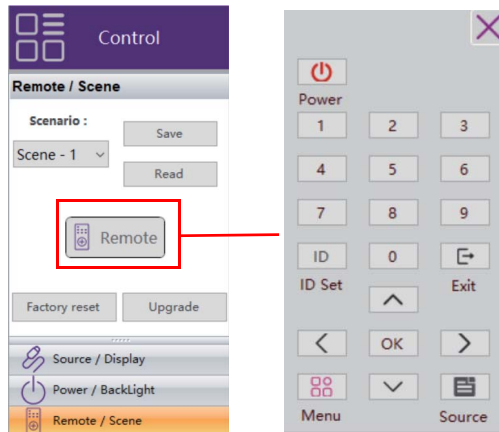 Control
Remote / Scene
Scenario :
Save
Scene - 1
Read
Remote
Factory reset
Upgrade
Source / Display
Power / BackLight
Remote / Scene
Power
1 2 3
4 5 6
7 8 9
ID 0
ID Set Exit
OK
Menu Source